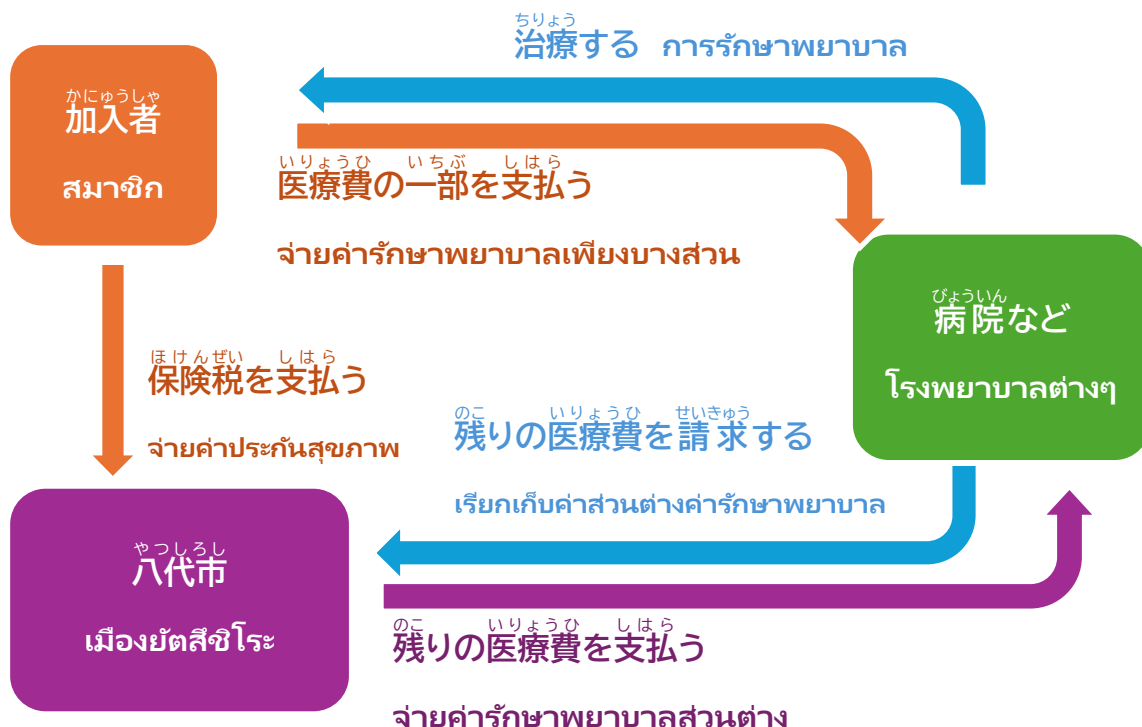 ちりょう
治療する การรักษาพยาบาล
かにゅうしゃ
加入者
สมาชิก
いりょうひ いちぶ しはら
医療費の一部を支払う
จ่ายค่ารักษาพยาบาลเพียงบางส่วน
びょういん
病院など
โรงพยาบาลต่างๆ
ほけんぜい しはら
保険税を支払う
จ่ายค่าประกันสุขภาพ
のこ いりょうひ せいきゅう
残りの医療費を請求する
เรียกเก็บค่าส่วนต่างค่ารักษาพยาบาล
やつしろし
八代市
เมืองยัตสึชิโระ
のこ いりょうひ しはら
残りの医療費を支払う
จ่ายค่ารักษาพยาบาลส่วนต่าง